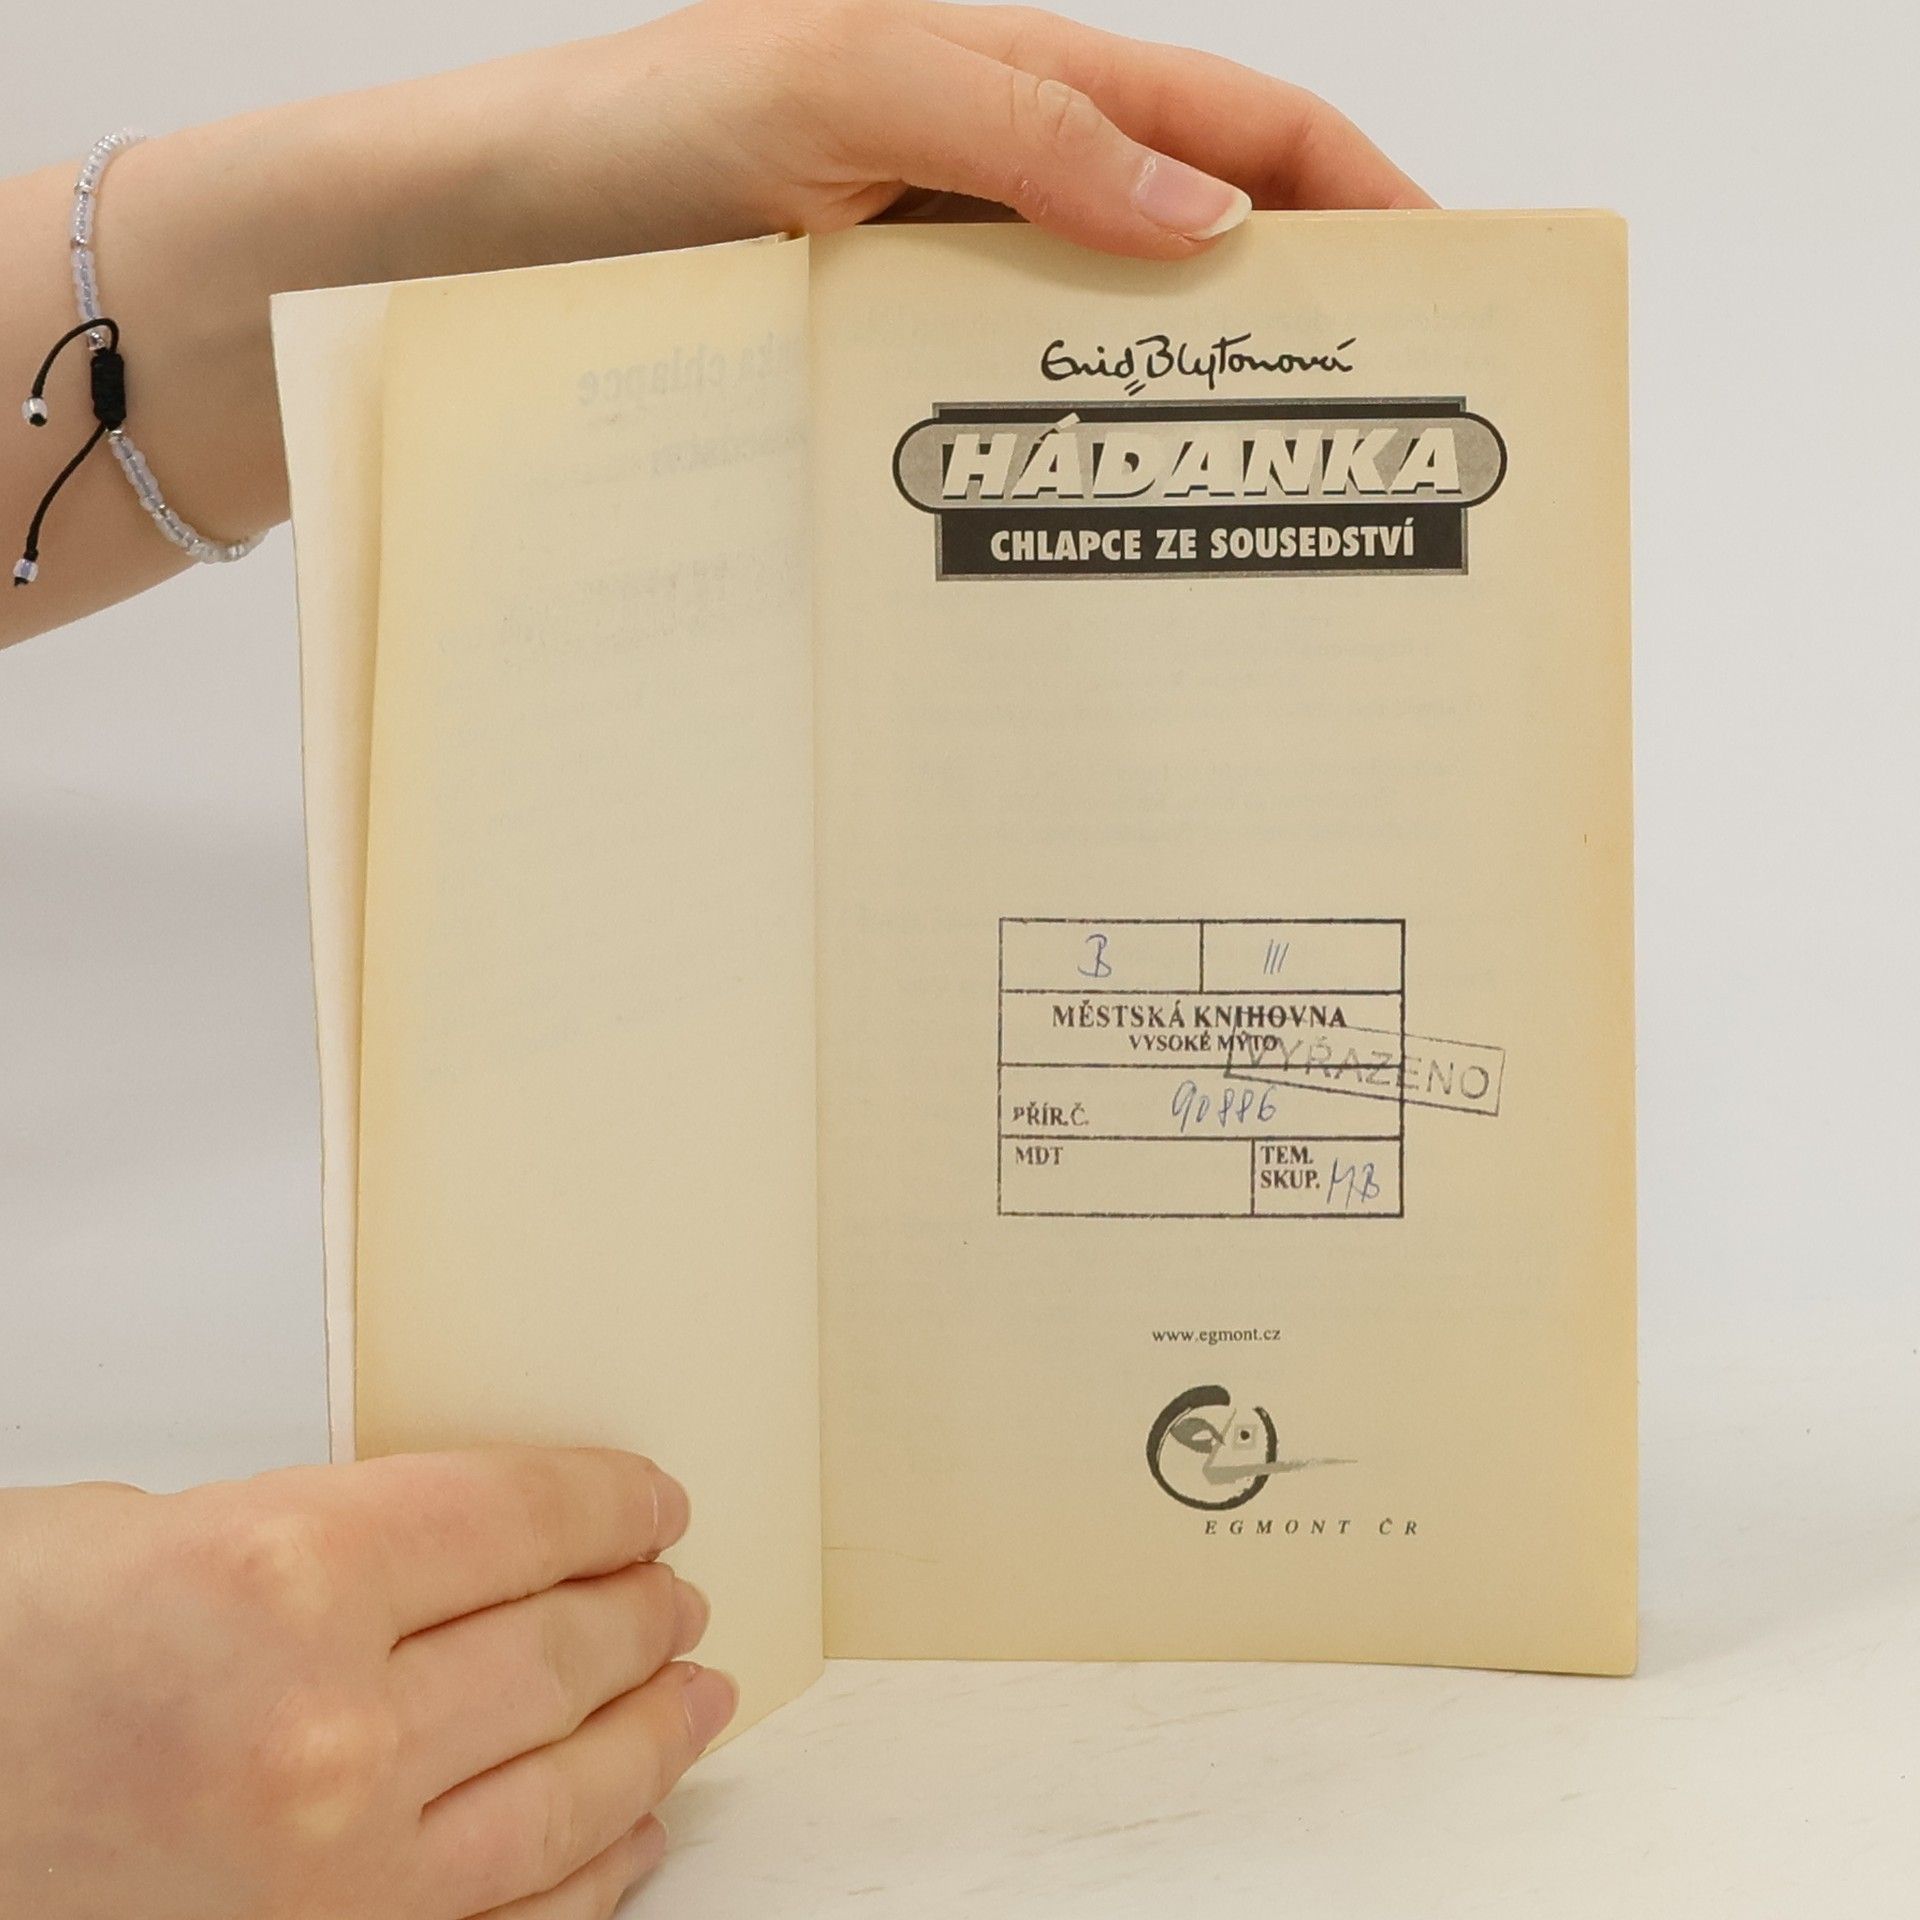 Enid Blytonová
HÁDANKA
CHLAPCE ZE SOUSEDSTVÍ
B III
MĚSTSKÁ KNIHOVNA
VYSOKÉ MÝTO
VYŘAZENO
PŘÍR.Č. 90886
MDT
TEM.
SKUP. MB
www.egmont.cz
EGMONT ČR